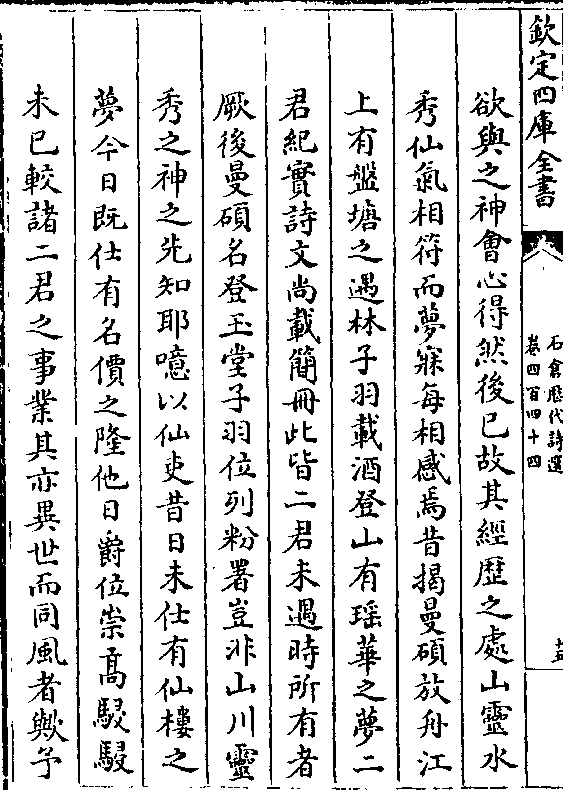 欽定四庫全書
石倉歴代詩選
卷四百四十四
欲與之神會心得然後已故其經歴之處山靈水
秀仙氣相符而夢寐每相感焉昔揭曼碩放舟江
上有盤塘之遇林子羽載酒登山有瑶華之夢二
君紀實詩文尚載簡冊此皆二君未遇時所有者
厥後曼碩名登玉堂子羽位列粉署豈非山川靈
秀之神之先知耶噫以仙吏昔日未仕有仙樓之
夢今日既仕有名價之隆他日爵位崇髙駸駸
未已較諸二君之事業其亦異世而同風者歟予